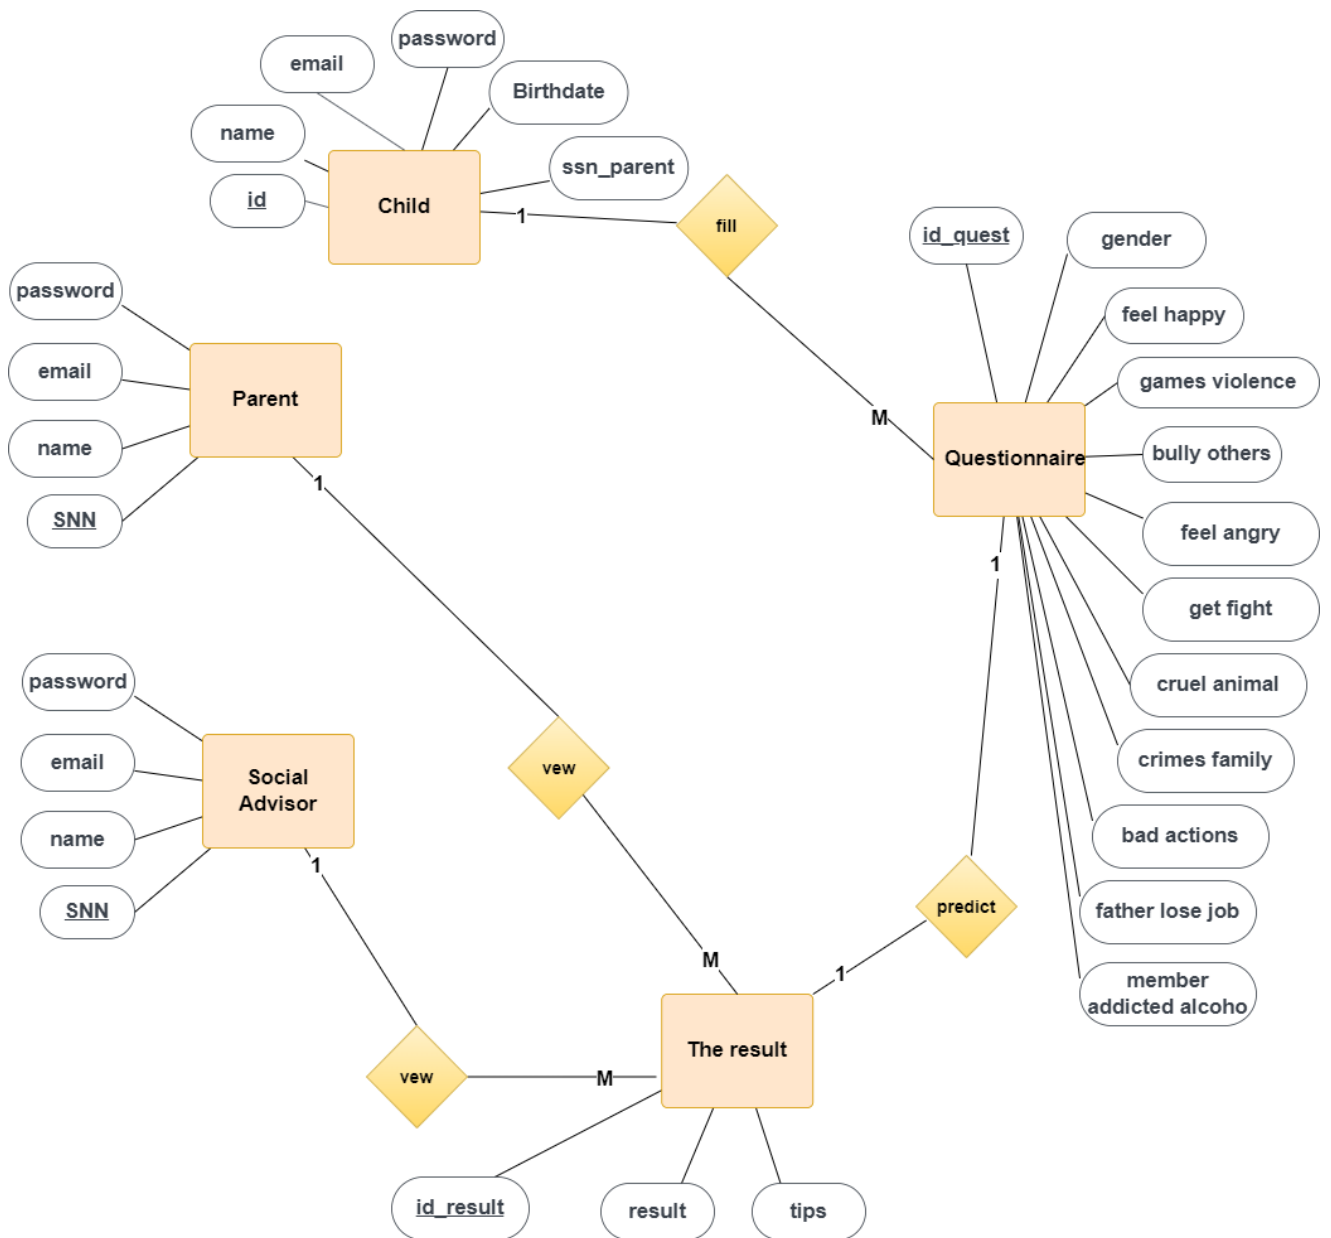 password
email
Birthdate
name
ssn_parent
id
Child
1
fill
id_quest
gender
password
feel happy
email
Parent
games violence
name
M
bully others
Questionnaire
1
SNN
feel angry
1
get fight
password
cruel animal
email
Social
Advisor
vew
crimes family
name
bad actions
1
SNN
predict
father lose job
M
1
member
addicted alcoho
The result
vew
M
id_result
result
tips